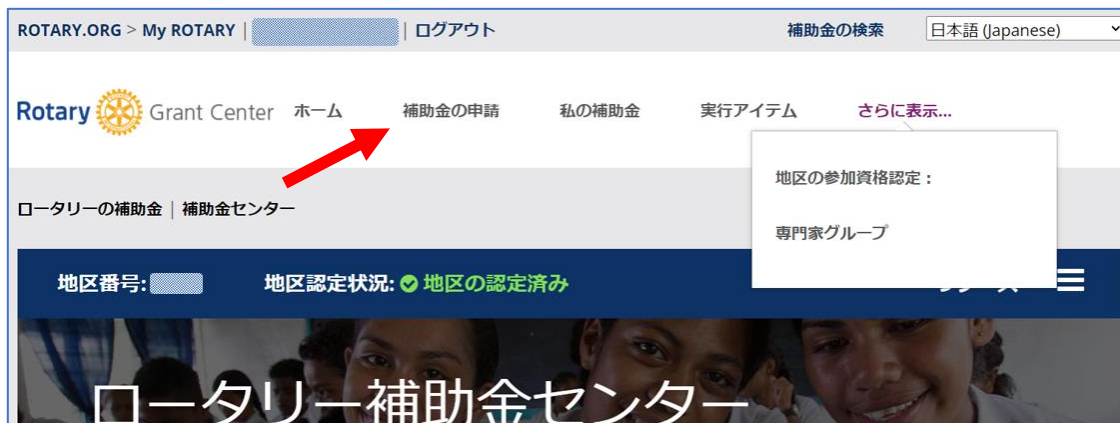 ROTARY.ORG > My ROTARY | | ログアウト 補助金の検索 日本語 (Japanese)
Rotary Grant Center ホーム 補助金の申請 私の補助金 実行アイテム さらに表示...
地区の参加資格認定：
ロータリーの補助金 | 補助金センター
専門家グループ
地区番号: 地区認定状況: 地区の認定済み
ロータリー補助金センター